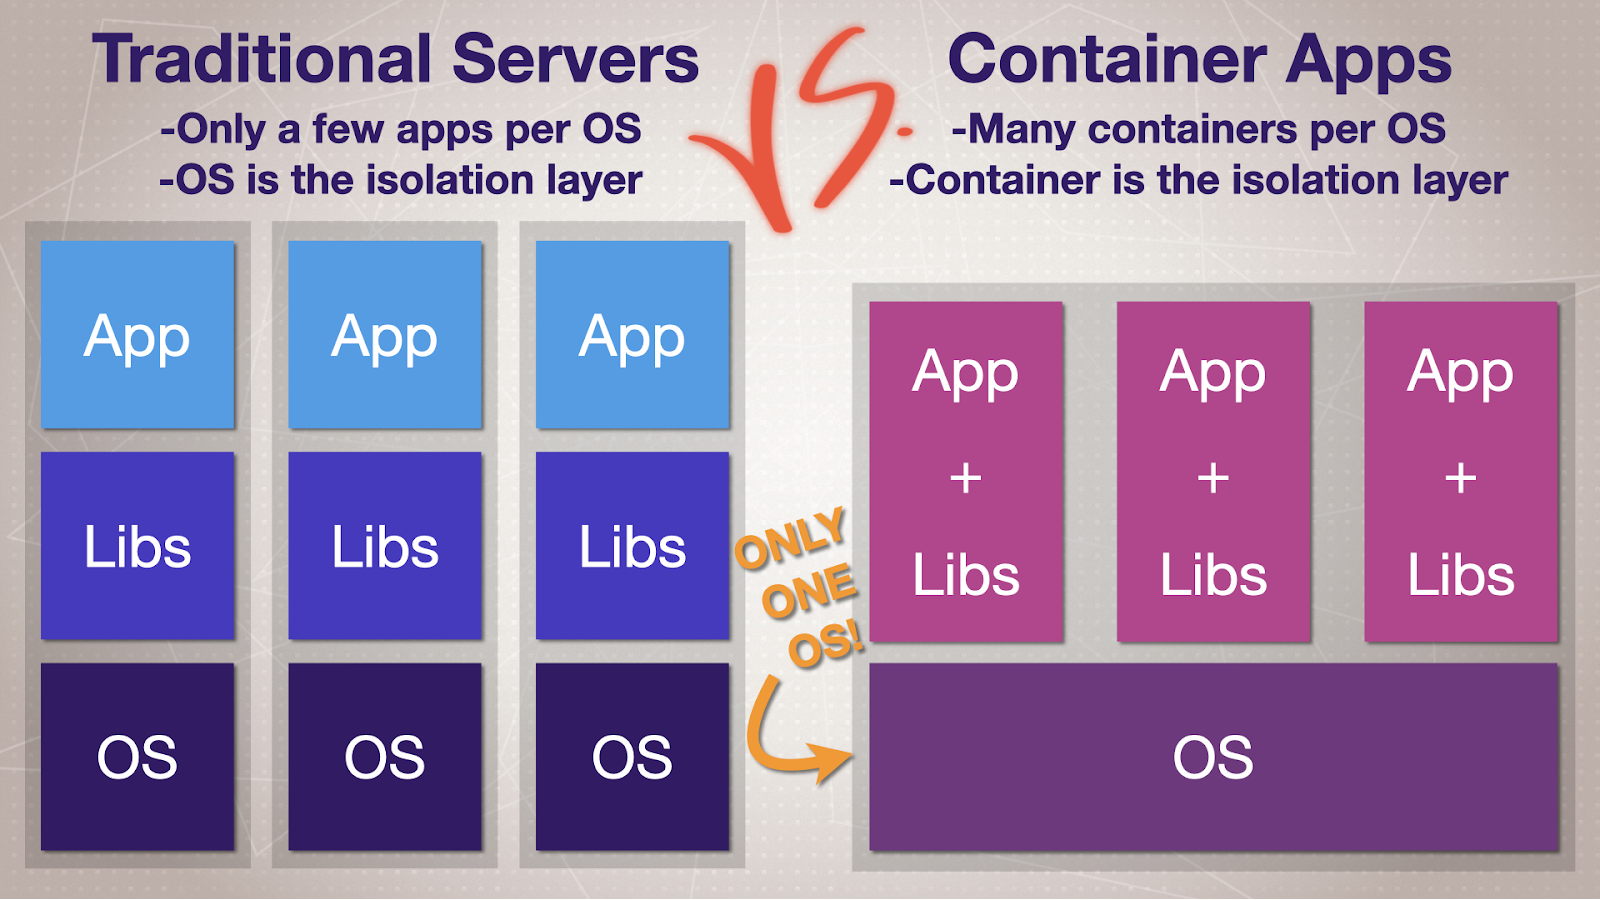 Traditional Servers
-Only a few apps per OS
-OS is the isolation layer
VS.
Container Apps
-Many containers per OS
-Container is the isolation layer
App
App
App
Libs
Libs
Libs
OS
OS
OS
ONLY
ONE
OS!
App
+
Libs
App
+
Libs
App
+
Libs
OS